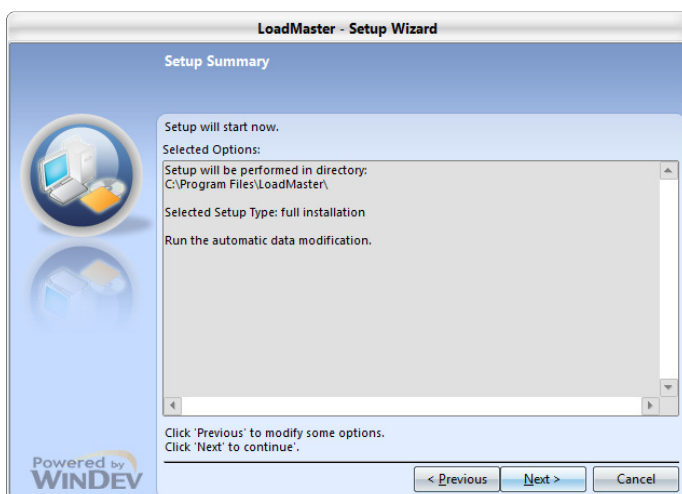 LoadMaster - Setup Wizard
Setup Summary
Setup will start now.
Selected Options:
Setup will be performed in directory:
C:\Program Files\LoadMaster\
Selected Setup Type: full installation
Run the automatic data modification.
Click 'Previous' to modify some options.
Click 'Next' to continue'.
Powered by
WINDEV
< Previous
Next >
Cancel